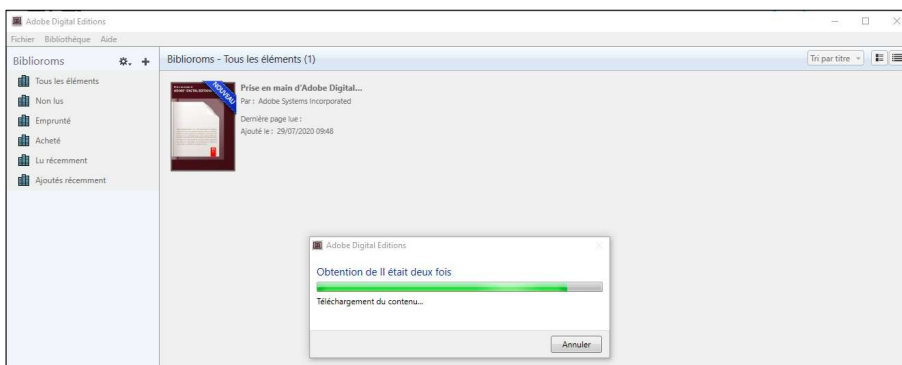 Adobe Digital Editions
Fichier Bibliothèque Aide
Biblioroms
Biblioroms - Tous les éléments (1)
Tri par titre
Tous les éléments
Non lus
Emprunté
Acheté
Lu récemment
Ajoutés récemment
NOUVEAU
Prise en main d'Adobe Digital...
Par : Adobe Systems Incorporated
Dernière page lue :
Ajouté le : 29/07/2020 09:48
Adobe Digital Editions
Obtention de Il était deux fois
Téléchargement du contenu...
Annuler